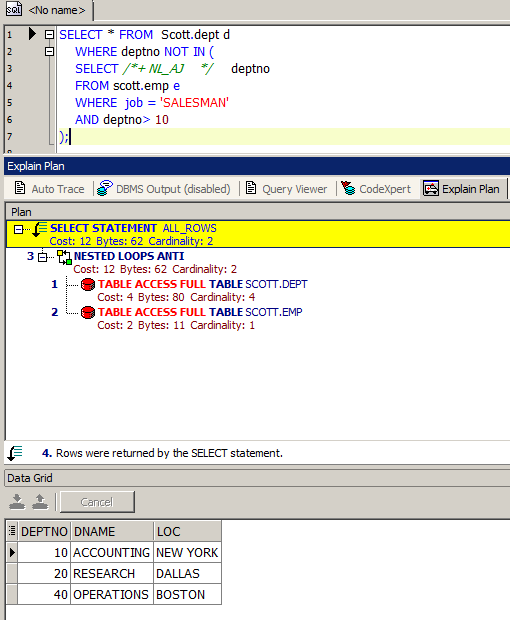 SQL <No name>
1 SELECT * FROM Scott.dept d
2 WHERE deptno NOT IN (
3 SELECT /*+ NL_AJ */ deptno
4 FROM scott.emp e
5 WHERE job = 'SALESMAN'
6 AND deptno> 10
7 );
Explain Plan
Auto Trace DBMS Output (disabled) Query Viewer CodeXpert Explain Plan
Plan
SELECT STATEMENT ALL_ROWS
Cost: 12 Bytes: 62 Cardinality: 2
3 NESTED LOOPS ANTI
Cost: 12 Bytes: 62 Cardinality: 2
1 TABLE ACCESS FULL TABLE SCOTT.DEPT
Cost: 4 Bytes: 80 Cardinality: 4
2 TABLE ACCESS FULL TABLE SCOTT.EMP
Cost: 2 Bytes: 11 Cardinality: 1
4. Rows were returned by the SELECT statement.
Data Grid
Cancel
DEPTNO DNAME LOC
10 ACCOUNTING NEW YORK
20 RESEARCH DALLAS
40 OPERATIONS BOSTON